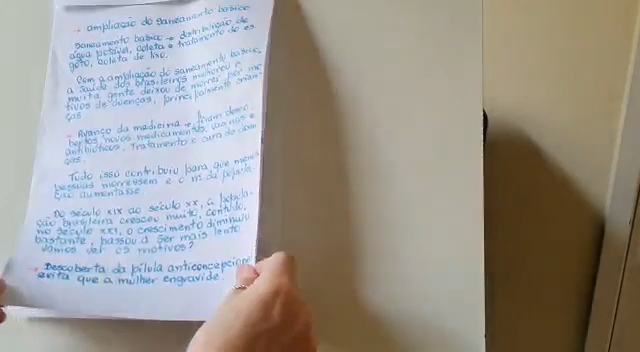 → ampliação do saneamento básico
saneamento básico → distribuição de
água potável, coleta e tratamento do es
goto, coleta de lixo.
Com a ampliação do saneamento básico,
a saúde dos brasileiros melhorou e
muita gente deixou de morrer por mo
tivos de doenças, principalmente crian
ças
→ Avanço da medicina → foram desco
bertos novos medicamentos, vacinas e
antibióticos. Tratamento e cura de doen
ças.
Tudo isso contribuiu para que menos
pessoas morressem e o nº da popula
ção aumentasse.
Do século XIX ao século XX, a popula-
ção brasileira cresceu muito, contudo,
no século XXI, o crescimento diminuiu
bastante, passou a ser mais lento
Vamos ver os motivos?
→ Descoberta da pílula anticoncepcional
evita que a mulher engravide.